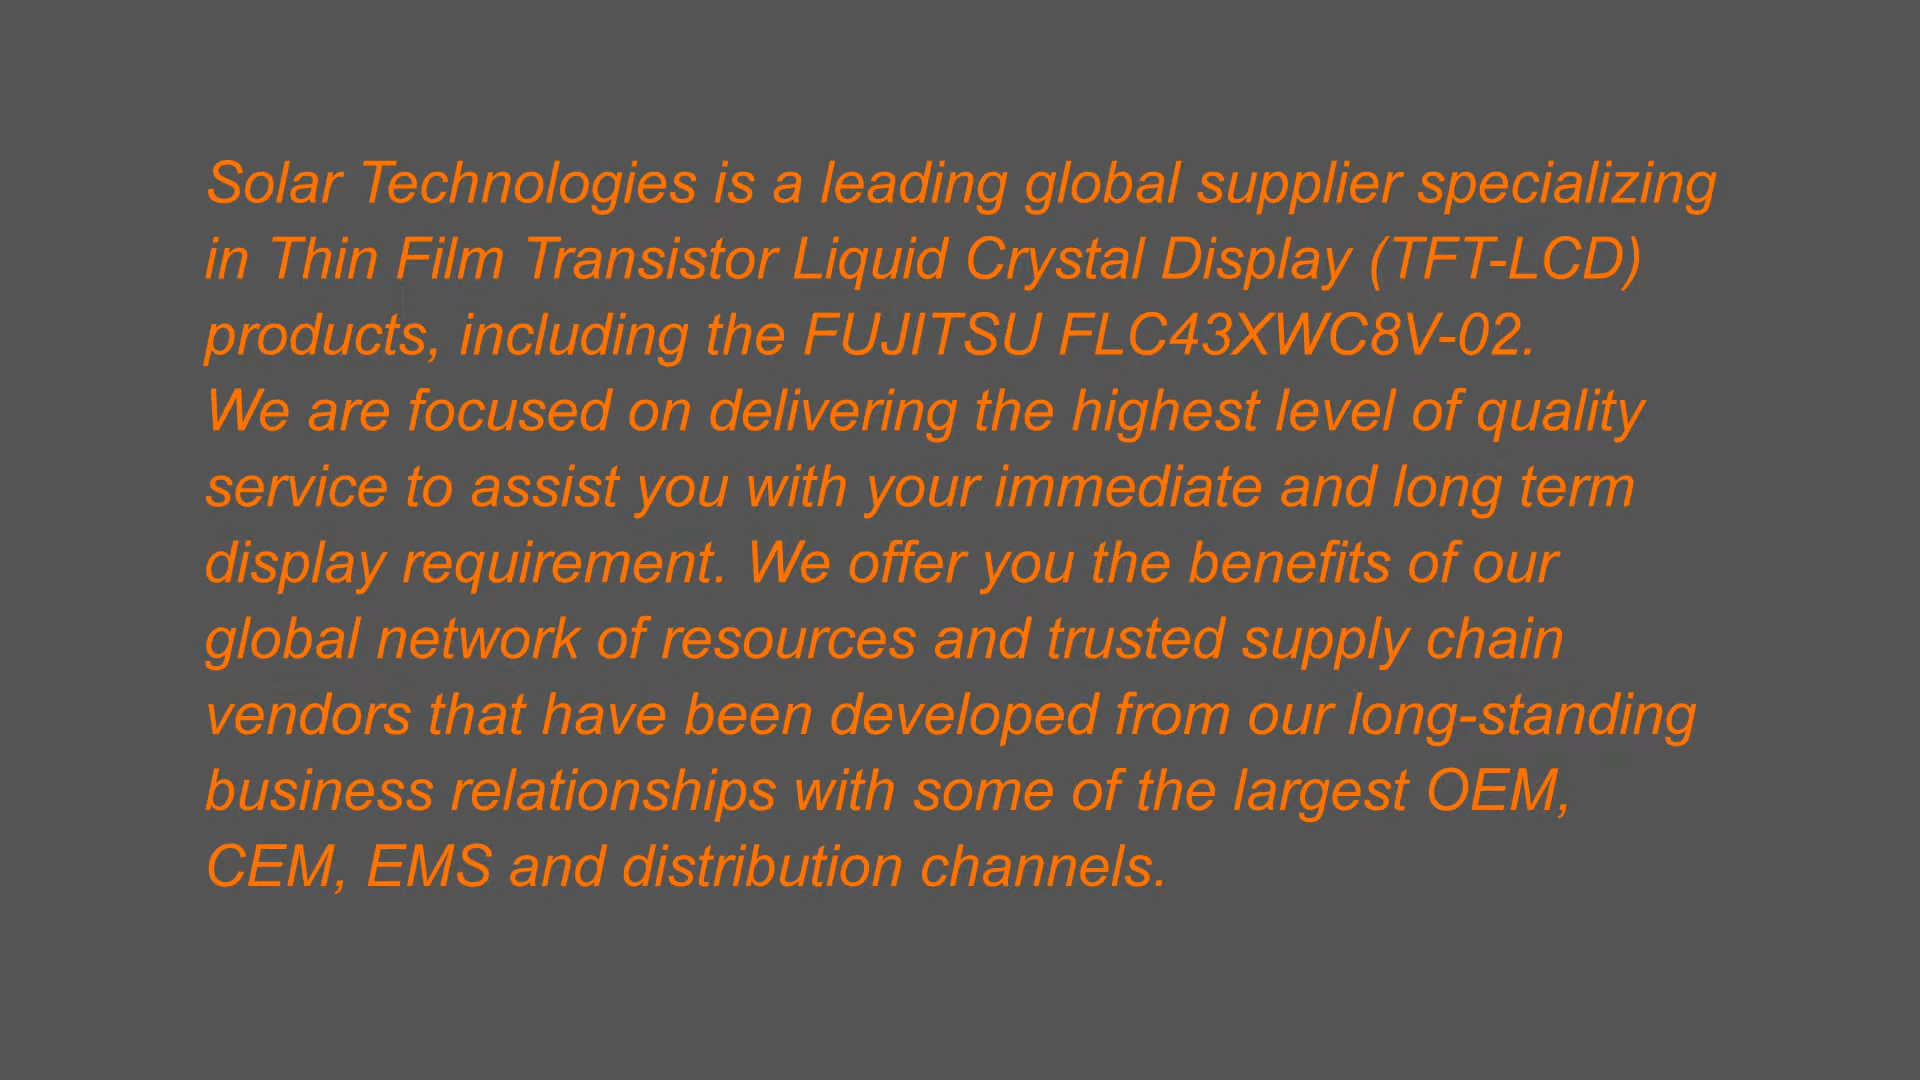 Solar Technologies is a leading global supplier specializing
in Thin Film Transistor Liquid Crystal Display (TFT-LCD)
products, including the FUJITSU FLC43XWC8V-02.
We are focused on delivering the highest level of quality
service to assist you with your immediate and long term
display requirement. We offer you the benefits of our
global network of resources and trusted supply chain
vendors that have been developed from our long-standing
business relationships with some of the largest OEM,
CEM, EMS and distribution channels.